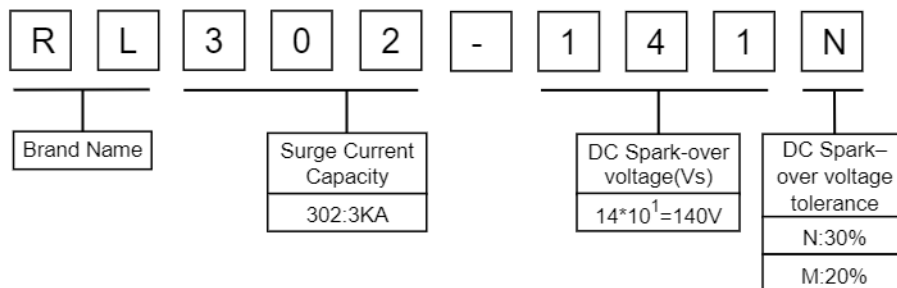 R L 3 0 2 - 1 4 1 N
Brand Name
Surge Current
Capacity
302:3KA
DC Spark-over
voltage(Vs)
14*10¹=140V
DC Spark–
over voltage
tolerance
N:30%
M:20%